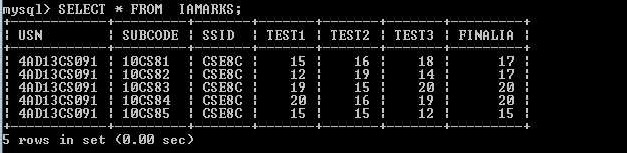 mysql> SELECT * FROM  IAMARKS;
+------------+---------+-------+-------+-------+-------+---------+
| USN        | SUBCODE | SSID  | TEST1 | TEST2 | TEST3 | FINALIA |
+------------+---------+-------+-------+-------+-------+---------+
| 4AD13CS091 | 10CS81  | CSE8C |    15 |    16 |    18 |      17 |
| 4AD13CS091 | 10CS82  | CSE8C |    12 |    19 |    14 |      17 |
| 4AD13CS091 | 10CS83  | CSE8C |    19 |    15 |    20 |      20 |
| 4AD13CS091 | 10CS84  | CSE8C |    20 |    16 |    19 |      20 |
| 4AD13CS091 | 10CS85  | CSE8C |    15 |    15 |    12 |      15 |
+------------+---------+-------+-------+-------+-------+---------+
5 rows in set (0.00 sec)